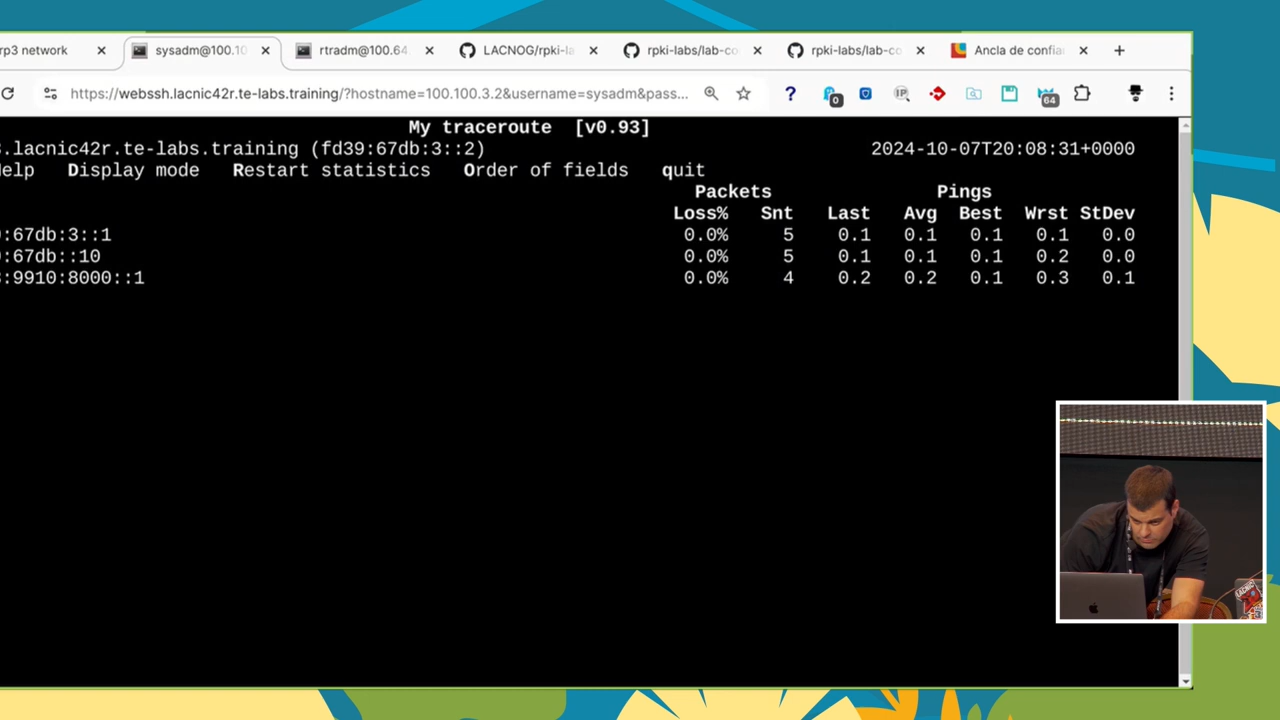 rp3 network
sysadm@100.10
rtradm@100.64
LACNOG/rpki-la
rpki-labs/lab-co
rpki-labs/lab-co
Ancla de confia
https://webssh.lacnic42r.te-labs.training/?hostname=100.100.3.2&username=sysadm&pass...
?
0
IP
64
My traceroute [v0.93]
.lacnic42r.te-labs.training (fd39:67db:3::2) 2024-10-07T20:08:31+0000
elp Display mode Restart statistics Order of fields quit
Packets Pings
Loss% Snt Last Avg Best Wrst StDev
:67db:3::1 0.0% 5 0.1 0.1 0.1 0.1 0.0
:67db::10 0.0% 5 0.1 0.1 0.1 0.2 0.0
:9910:8000::1 0.0% 4 0.2 0.2 0.1 0.3 0.1
LACNIC